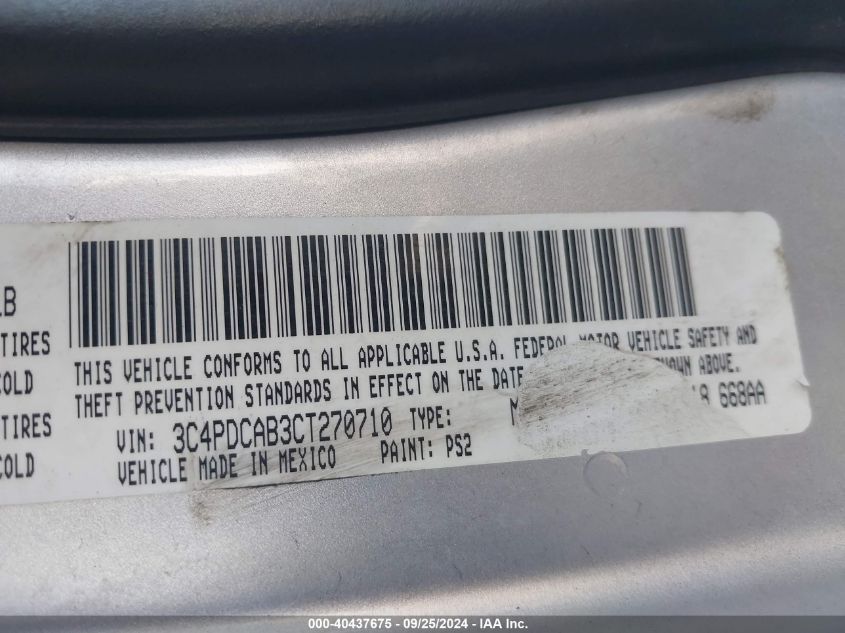 LB
TIRES
COLD
TIRES
COLD
THIS VEHICLE CONFORMS TO ALL APPLICABLE U.S.A. FEDERAL MOTOR VEHICLE SAFETY AND
THEFT PREVENTION STANDARDS IN EFFECT ON THE DATE SHOWN ABOVE.
VIN: 3C4PDCAB3CT270710 TYPE: 668AA
VEHICLE MADE IN MEXICO PAINT: PS2
000-40437675 - 09/25/2024 - IAA Inc.